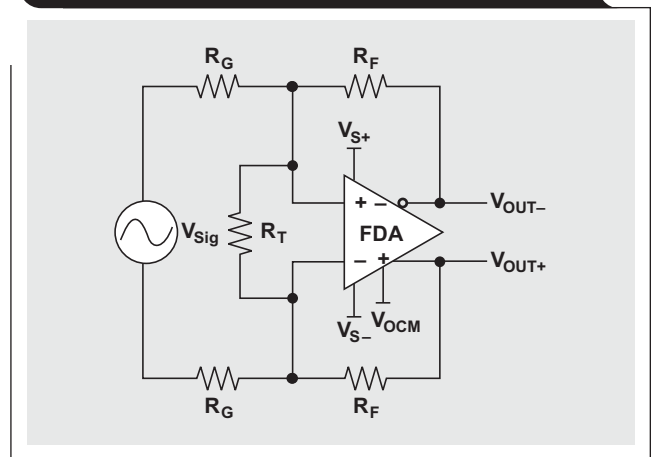 R_G R_F
V_S+
+ – V_OUT–
V_Sig R_T FDA
– + V_OUT+
V_S– V_OCM
R_G R_F